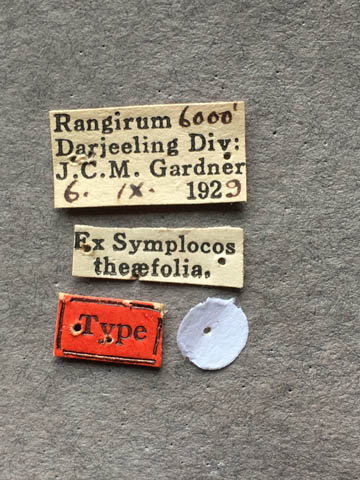 Rangirum 6000'
Darjeeling Div:
J.C.M. Gardner
6. IX. 1929
Ex Symplocos
theæfolia.
Type